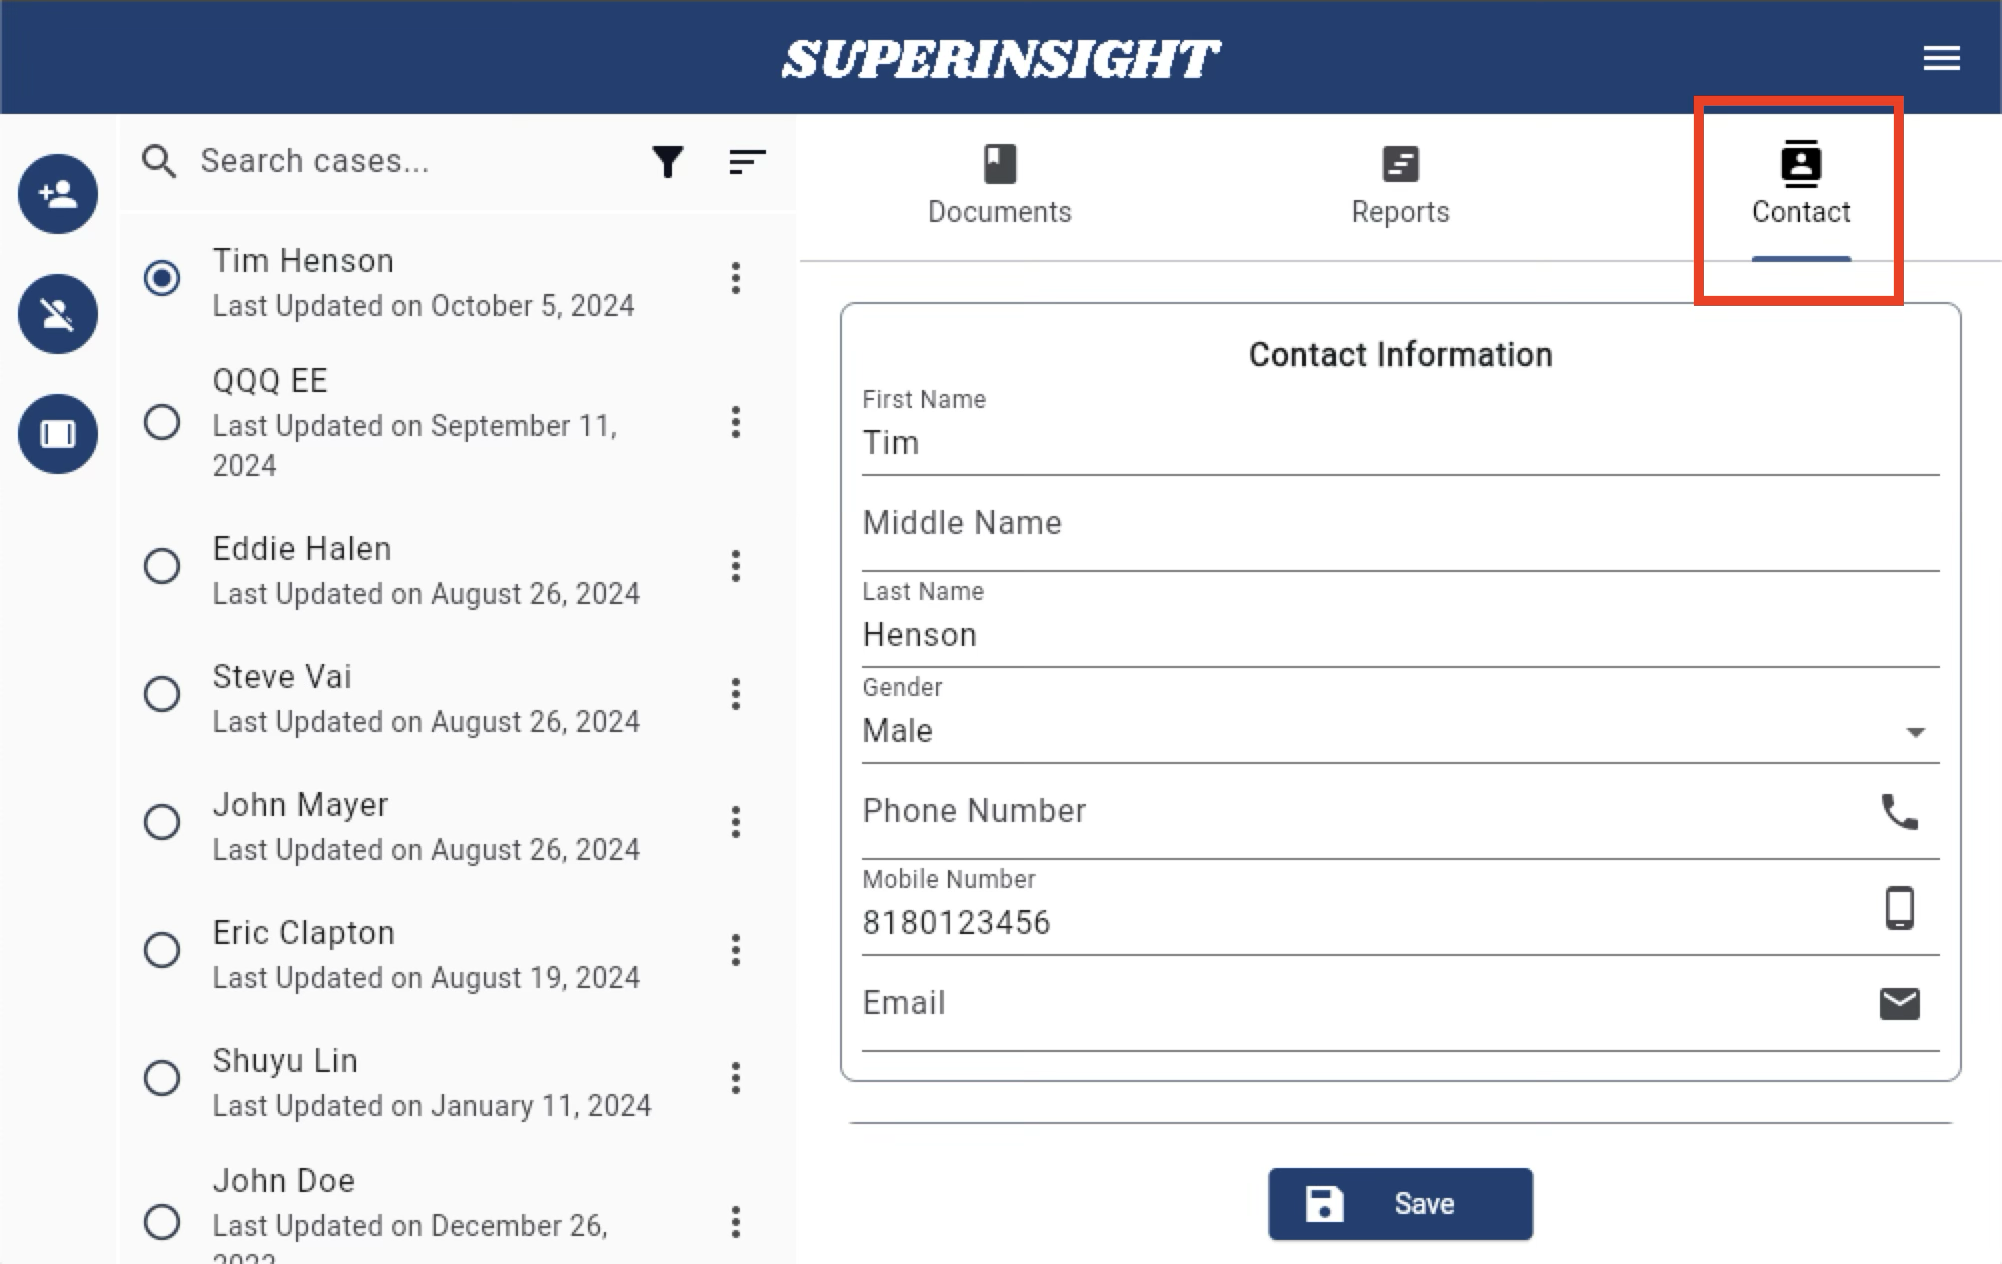 SUPERINSIGHT
Search cases...
Tim Henson
Last Updated on October 5, 2024
QQQ EE
Last Updated on September 11,
2024
Eddie Halen
Last Updated on August 26, 2024
Steve Vai
Last Updated on August 26, 2024
John Mayer
Last Updated on August 26, 2024
Eric Clapton
Last Updated on August 19, 2024
Shuyu Lin
Last Updated on January 11, 2024
John Doe
Last Updated on December 26,
Documents
Reports
Contact
Contact Information
First Name
Tim
Middle Name
Last Name
Henson
Gender
Male
Phone Number
Mobile Number
8180123456
Email
Save